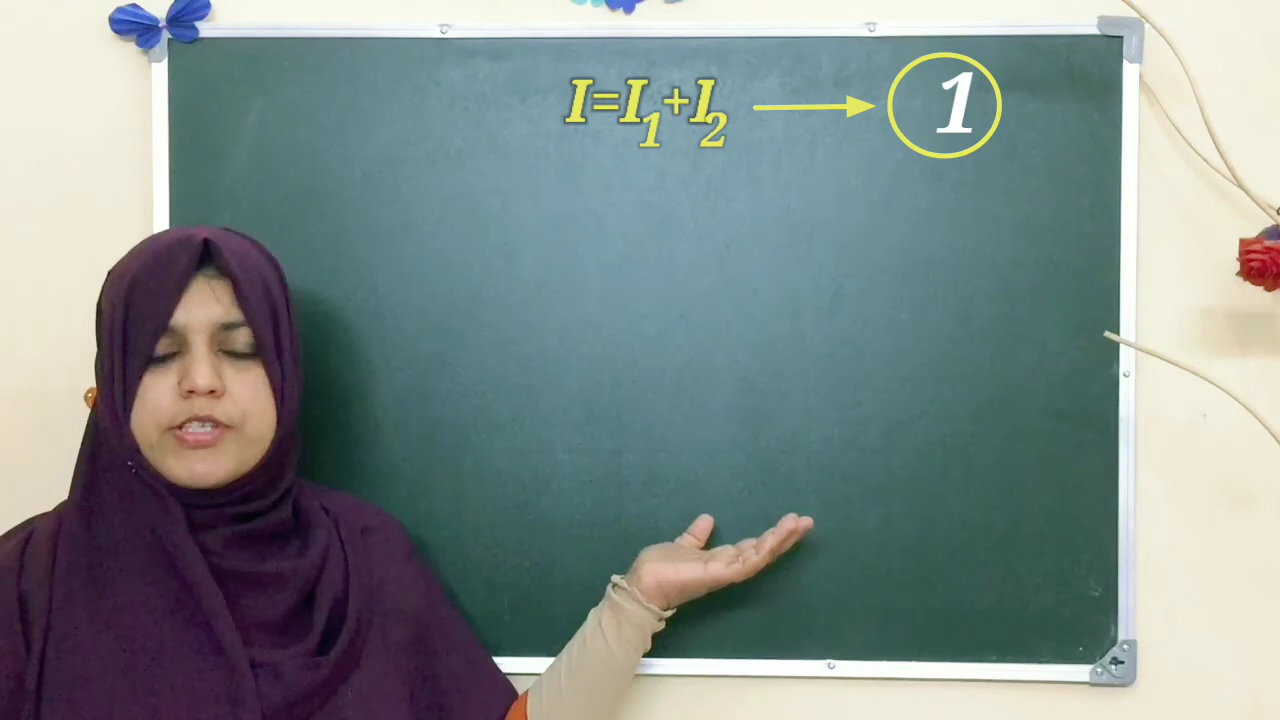 I=I₁+I₂ → 1